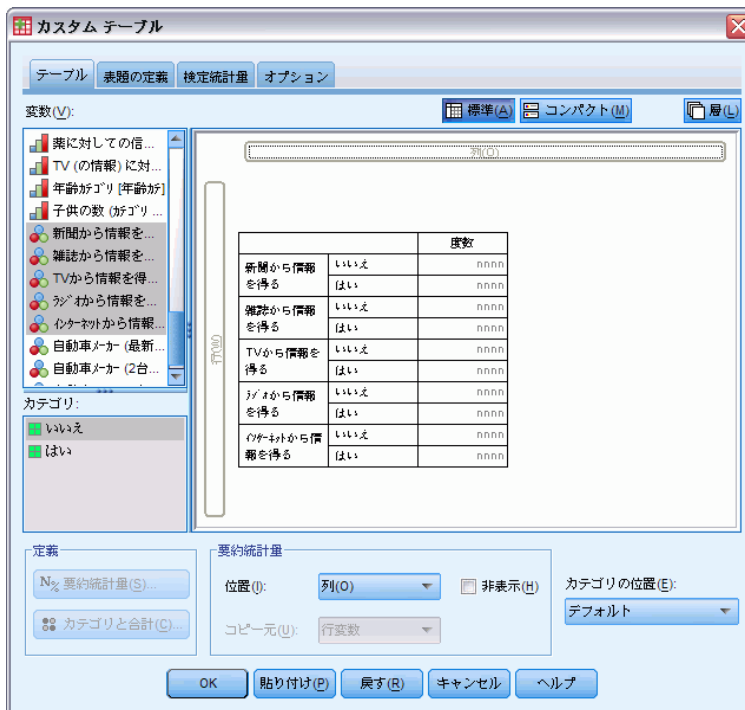 カスタム テーブル
テーブル 表題の定義 検定統計量 オプション
変数(V):
標準(A) コンパクト(M) 層(L)
薬に対しての信...
TV (の情報) に対...
年齢カテゴリ [年齢カテ]
子供の数 (カテゴリ ...
新聞から情報を...
雑誌から情報を...
TVから情報を得...
ラジオから情報を...
インターネットから情報...
自動車メーカー (最新...
自動車メーカー (2台...
カテゴリ:
いいえ
はい
列(O)
行(W)
度数
新聞から情報を得る いいえ nnnn
はい nnnn
雑誌から情報を得る いいえ nnnn
はい nnnn
TVから情報を得る いいえ nnnn
はい nnnn
ラジオから情報を得る いいえ nnnn
はい nnnn
インターネットから情報を得る いいえ nnnn
はい nnnn
定義
N% 要約統計量(S)...
カテゴリと合計(C)...
要約統計量
位置(I): 列(O) 非表示(H)
コピー元(U): 行変数
カテゴリの位置(E):
デフォルト
OK 貼り付け(P) 戻す(R) キャンセル ヘルプ